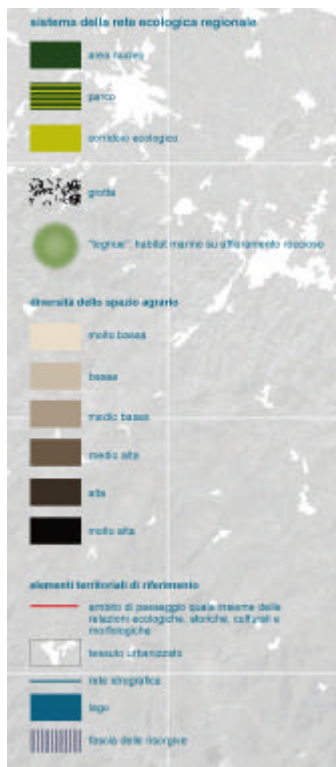 sistema della rete ecologica regionale
area nucleo
parco
corridoio ecologico
grotta
"tegnue", habitat marino su affioramento roccioso
diversità dello spazio agrario
molto bassa
bassa
medio bassa
medio alta
alta
molto alta
elementi territoriali di riferimento
ambito di paesaggio quale insieme delle
relazioni ecologiche, storiche, culturali e
morfologiche
tessuto urbanizzato
rete idrografica
lago
fascia delle risorgive